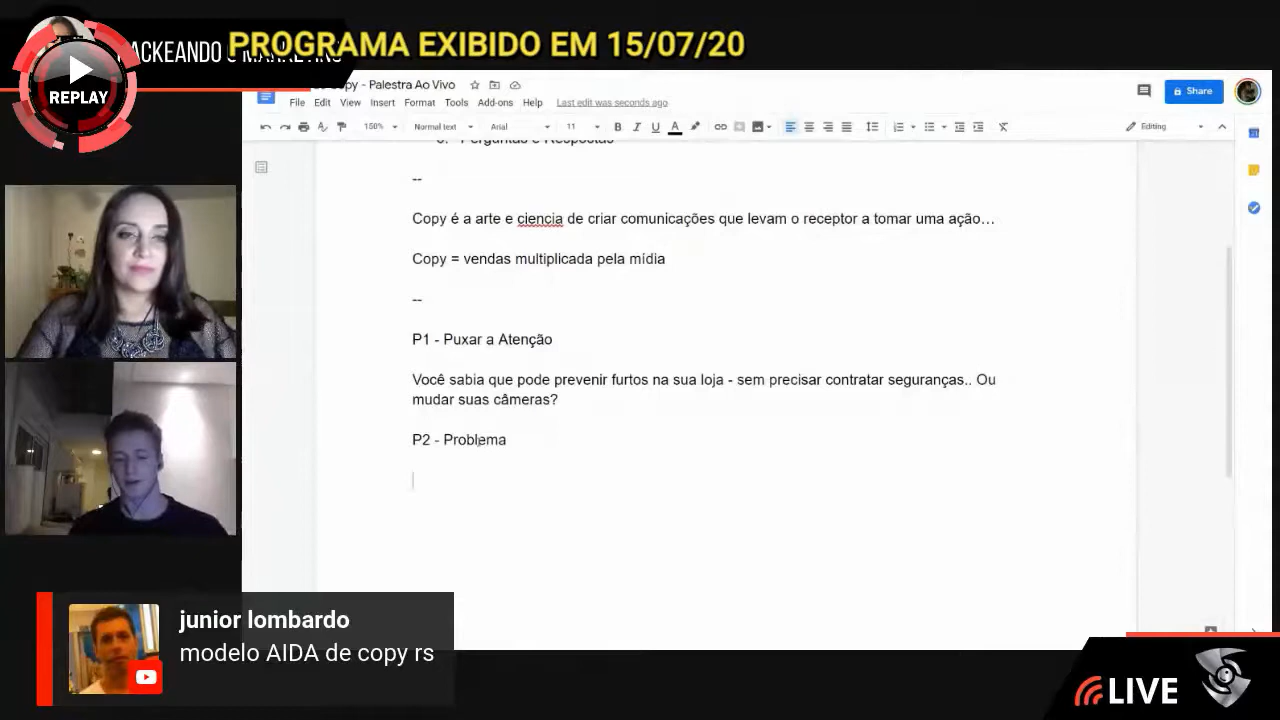 PROGRAMA EXIBIDO EM 15/07/20
REPLAY
Copy - Palestra Ao Vivo
File Edit View Insert Format Tools Add-ons Help Last edit was seconds ago
Share
150% Normal text Arial 11 B I U A Editing
Perguntas e Respostas
--
Copy é a arte e ciencia de criar comunicações que levam o receptor a tomar uma ação…
Copy = vendas multiplicada pela mídia
--
P1 - Puxar a Atenção
Você sabia que pode prevenir furtos na sua loja - sem precisar contratar seguranças.. Ou
mudar suas câmeras?
P2 - Problema
junior lombardo
modelo AIDA de copy rs
LIVE